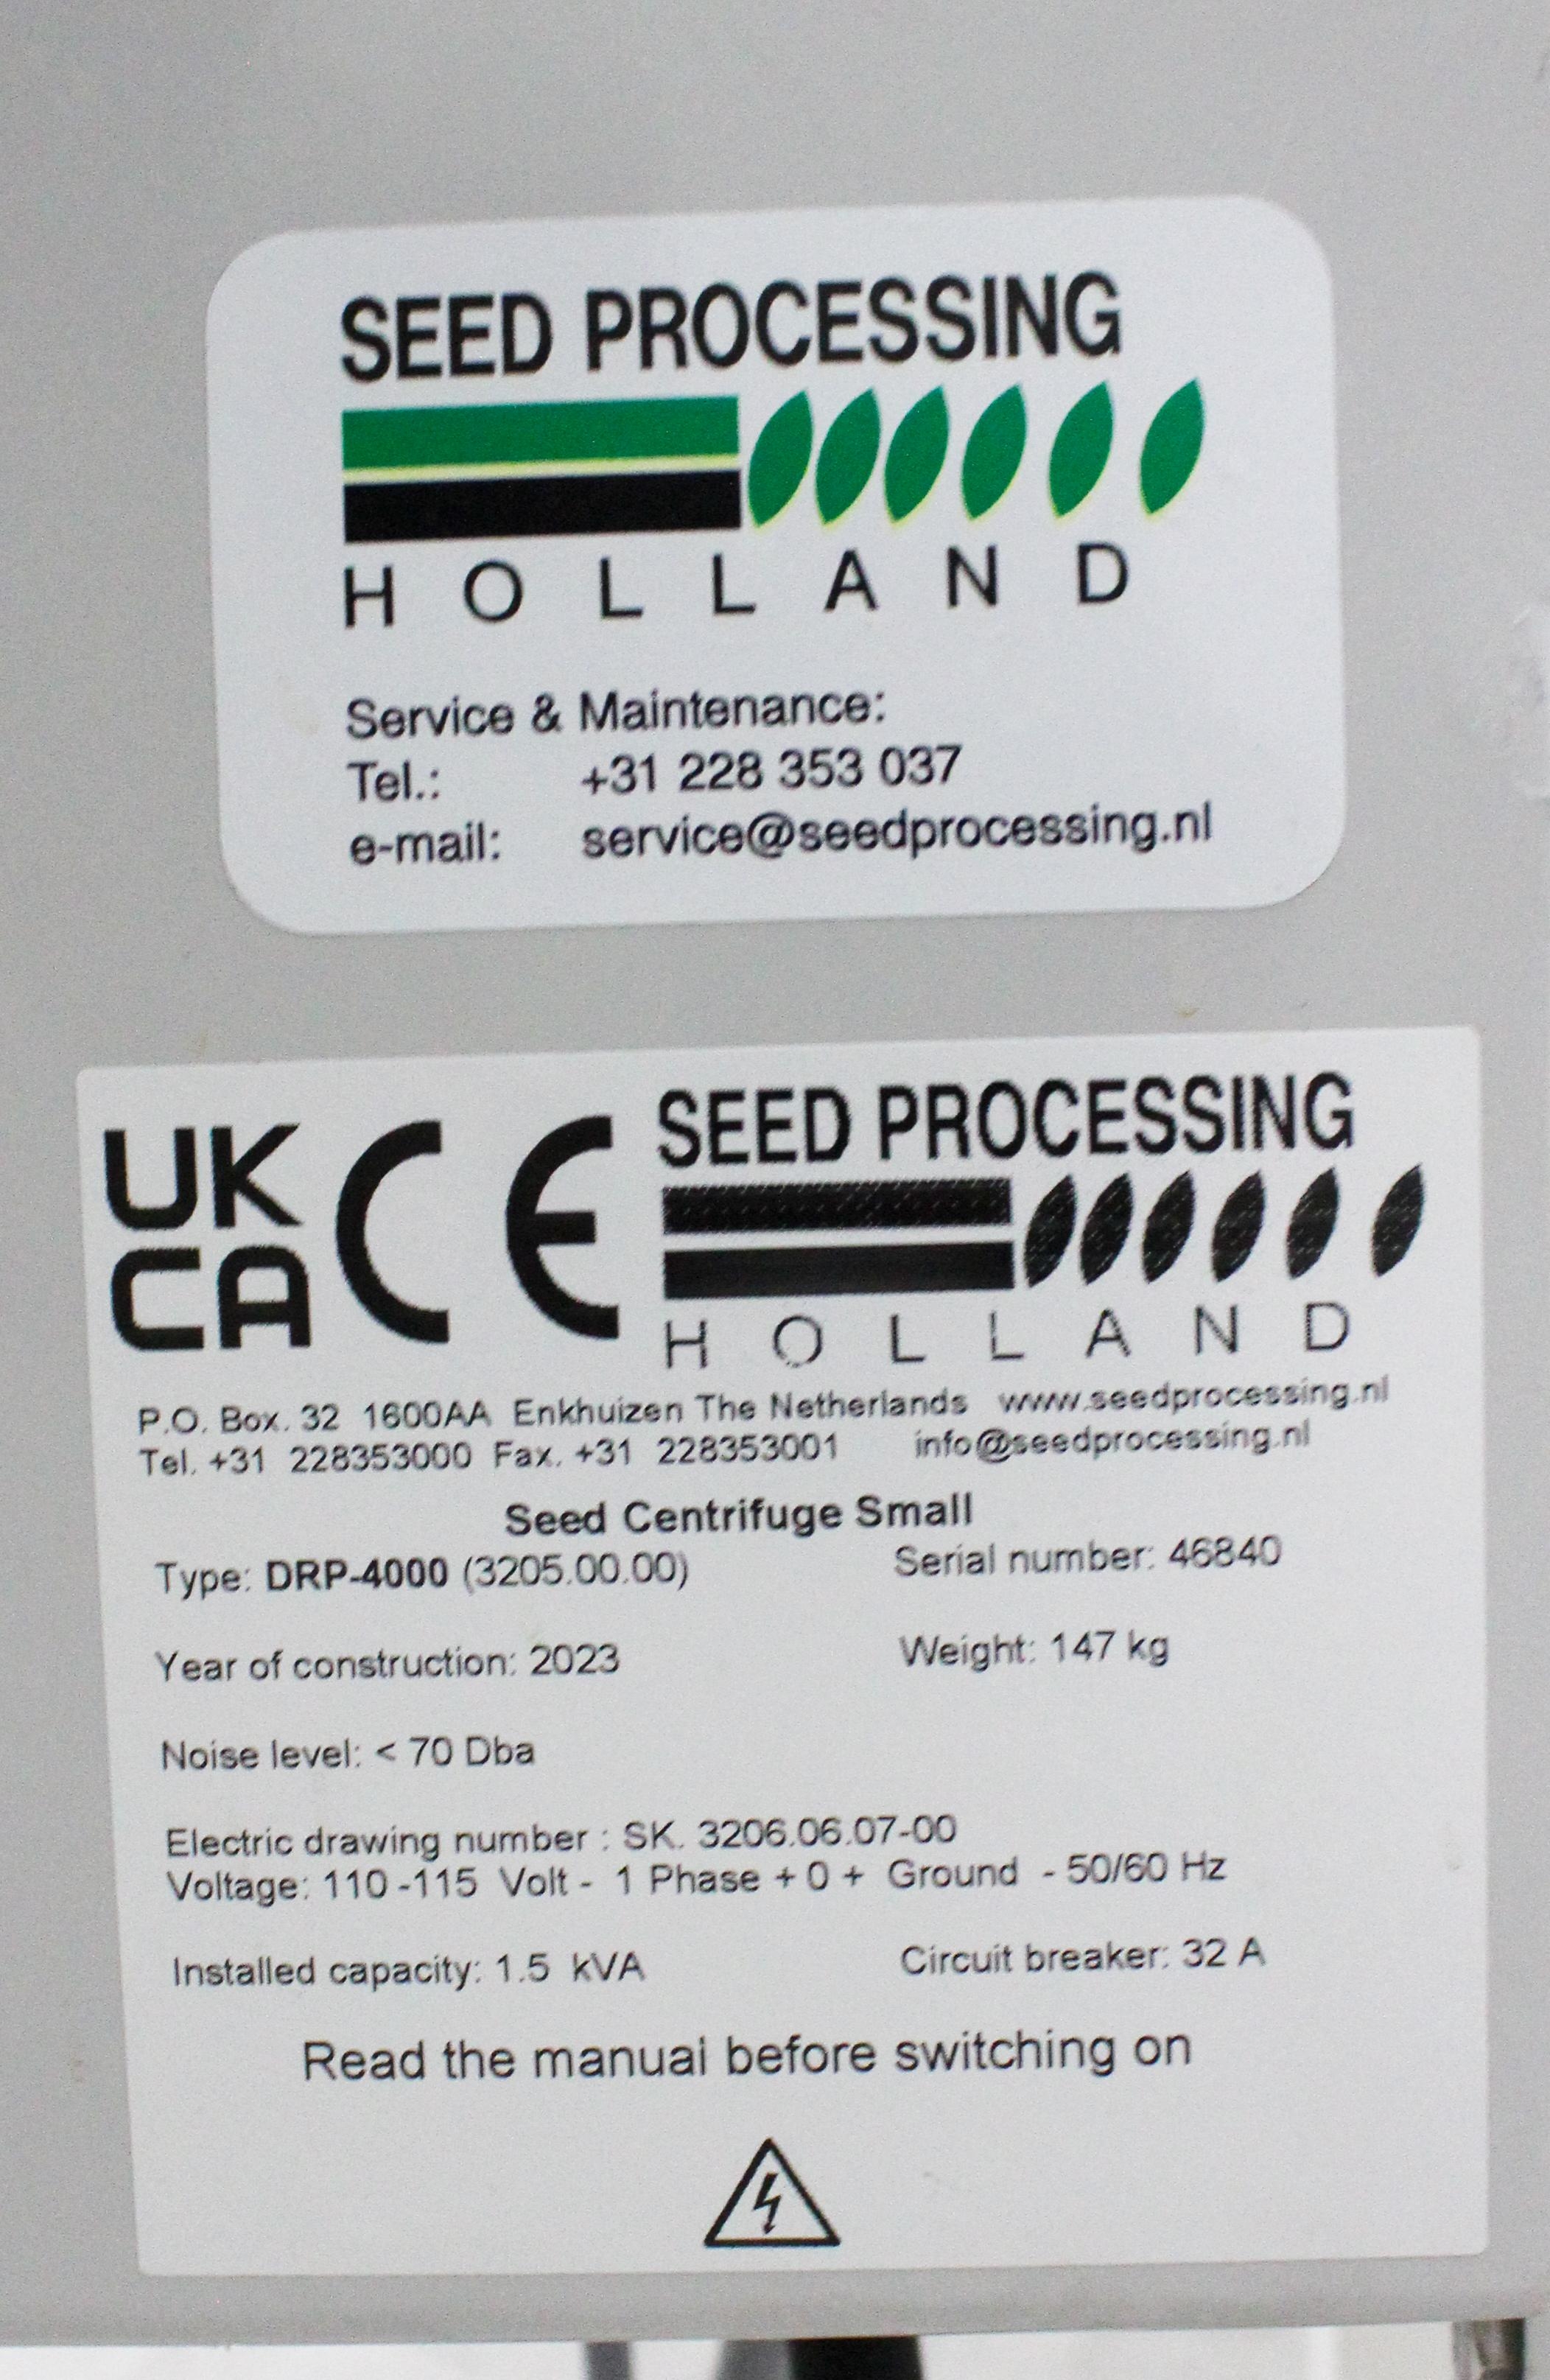 SEED PROCESSING
HOLLAND
Service & Maintenance:
Tel.: +31 228 353 037
e-mail: service@seedprocessing.nl
UK
CA
CE
SEED PROCESSING
HOLLAND
P.O. Box. 32 1600AA Enkhuizen The Netherlands www.seedprocessing.nl
Tel. +31 228353000 Fax. +31 228353001 info@seedprocessing.nl
Seed Centrifuge Small
Type: DRP-4000 (3205.00.00) Serial number: 46840
Year of construction: 2023 Weight: 147 kg
Noise level: < 70 Dba
Electric drawing number : SK. 3206.06.07-00
Voltage: 110 -115 Volt - 1 Phase + 0 + Ground - 50/60 Hz
Installed capacity: 1.5 kVA Circuit breaker: 32 A
Read the manual before switching on